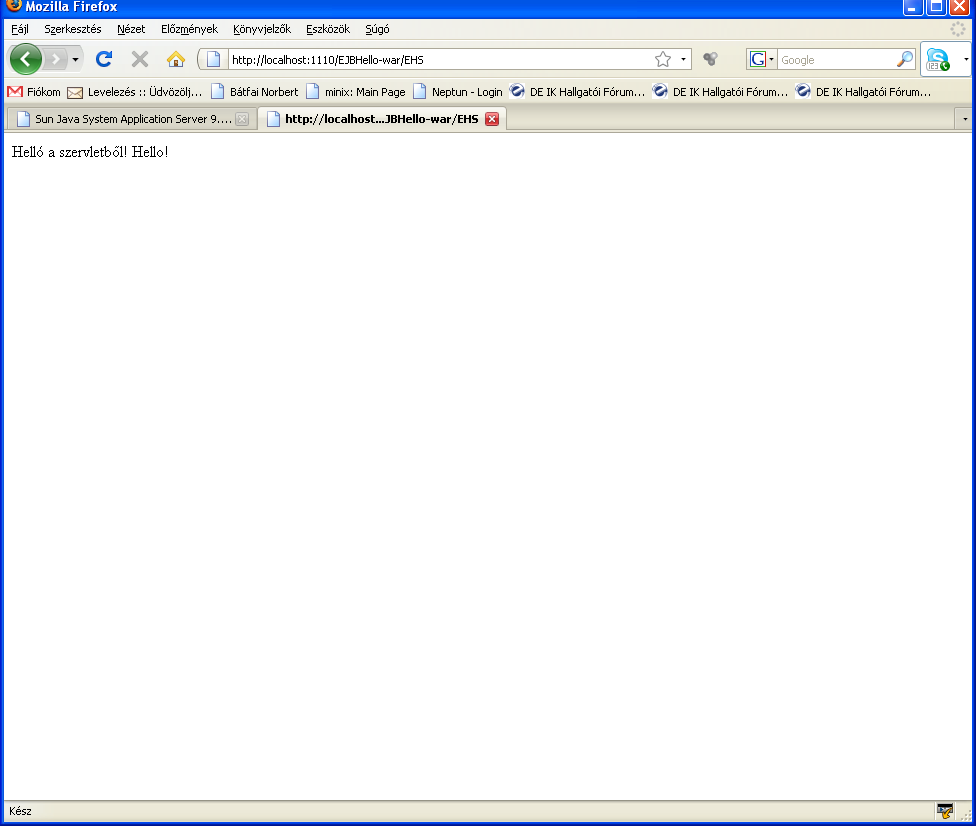 Mozilla Firefox
Fájl Szerkesztés Nézet Előzmények Könyvjelzők Eszközök Súgó
http://localhost:1110/EJBHello-war/EHS G Google 123
Fiókom Levelezés :: Üdvözölj... Bátfai Norbert minix: Main Page Neptun - Login DE IK Hallgatói Fórum... DE IK Hallgatói Fórum... DE IK Hallgatói Fórum...
Sun Java System Application Server 9.... http://localhost...JBHello-war/EHS
Helló a szervletből! Hello!
Kész